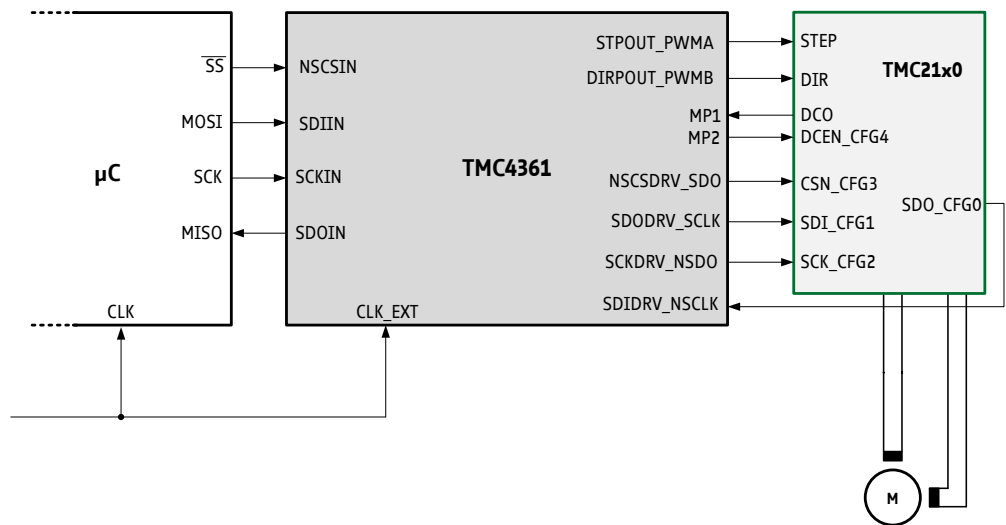 SS
MOSI
µC
SCK
MISO
CLK
NSCSIN
SDIIN
SCKIN
SDOIN
CLK_EXT
TMC4361
STPOUT_PWMA
DIRPOUT_PWMB
MP1
MP2
NSCSDRV_SDO
SDODRV_SCLK
SCKDRV_NSDO
SDIDRV_NSCLK
STEP
TMC21x0
DIR
DCO
DCEN_CFG4
CSN_CFG3
SDO_CFG0
SDI_CFG1
SCK_CFG2
M